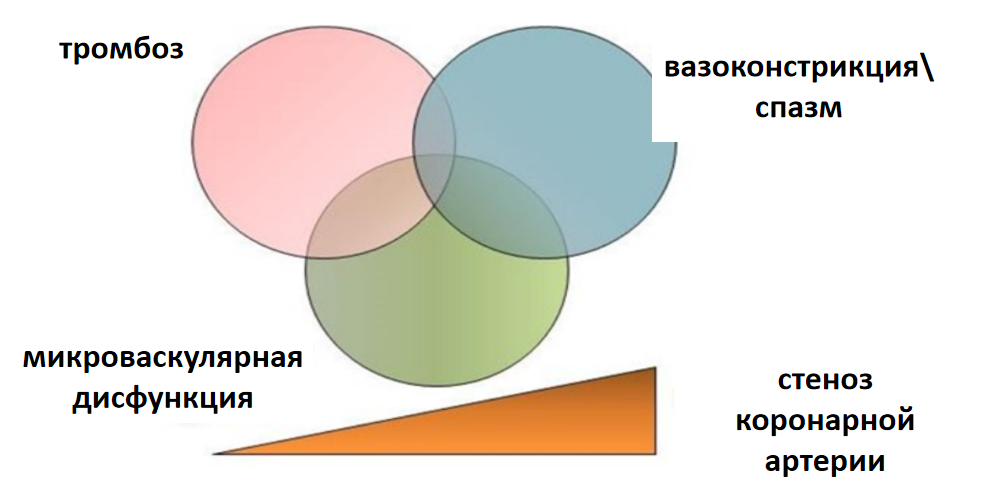 тромбоз
вазоконстрикция\
спазм
микроваскулярная
дисфункция
стеноз
коронарной
артерии